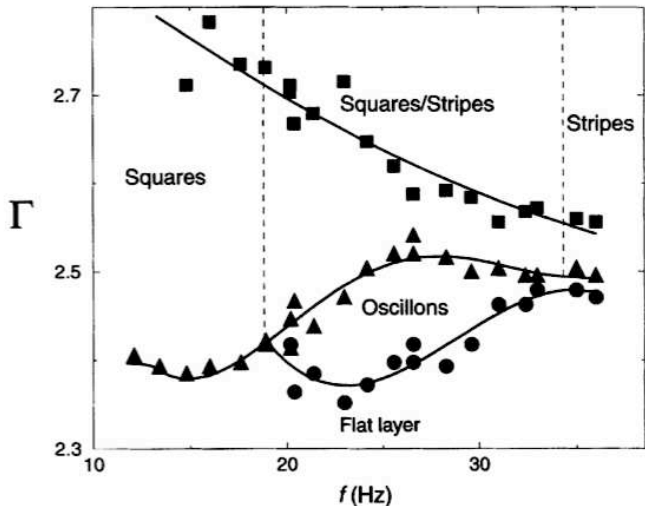 2.7
Squares/Stripes
Stripes
Squares
Γ
2.5
Oscillons
Flat layer
2.3
10 20 30
f (Hz)